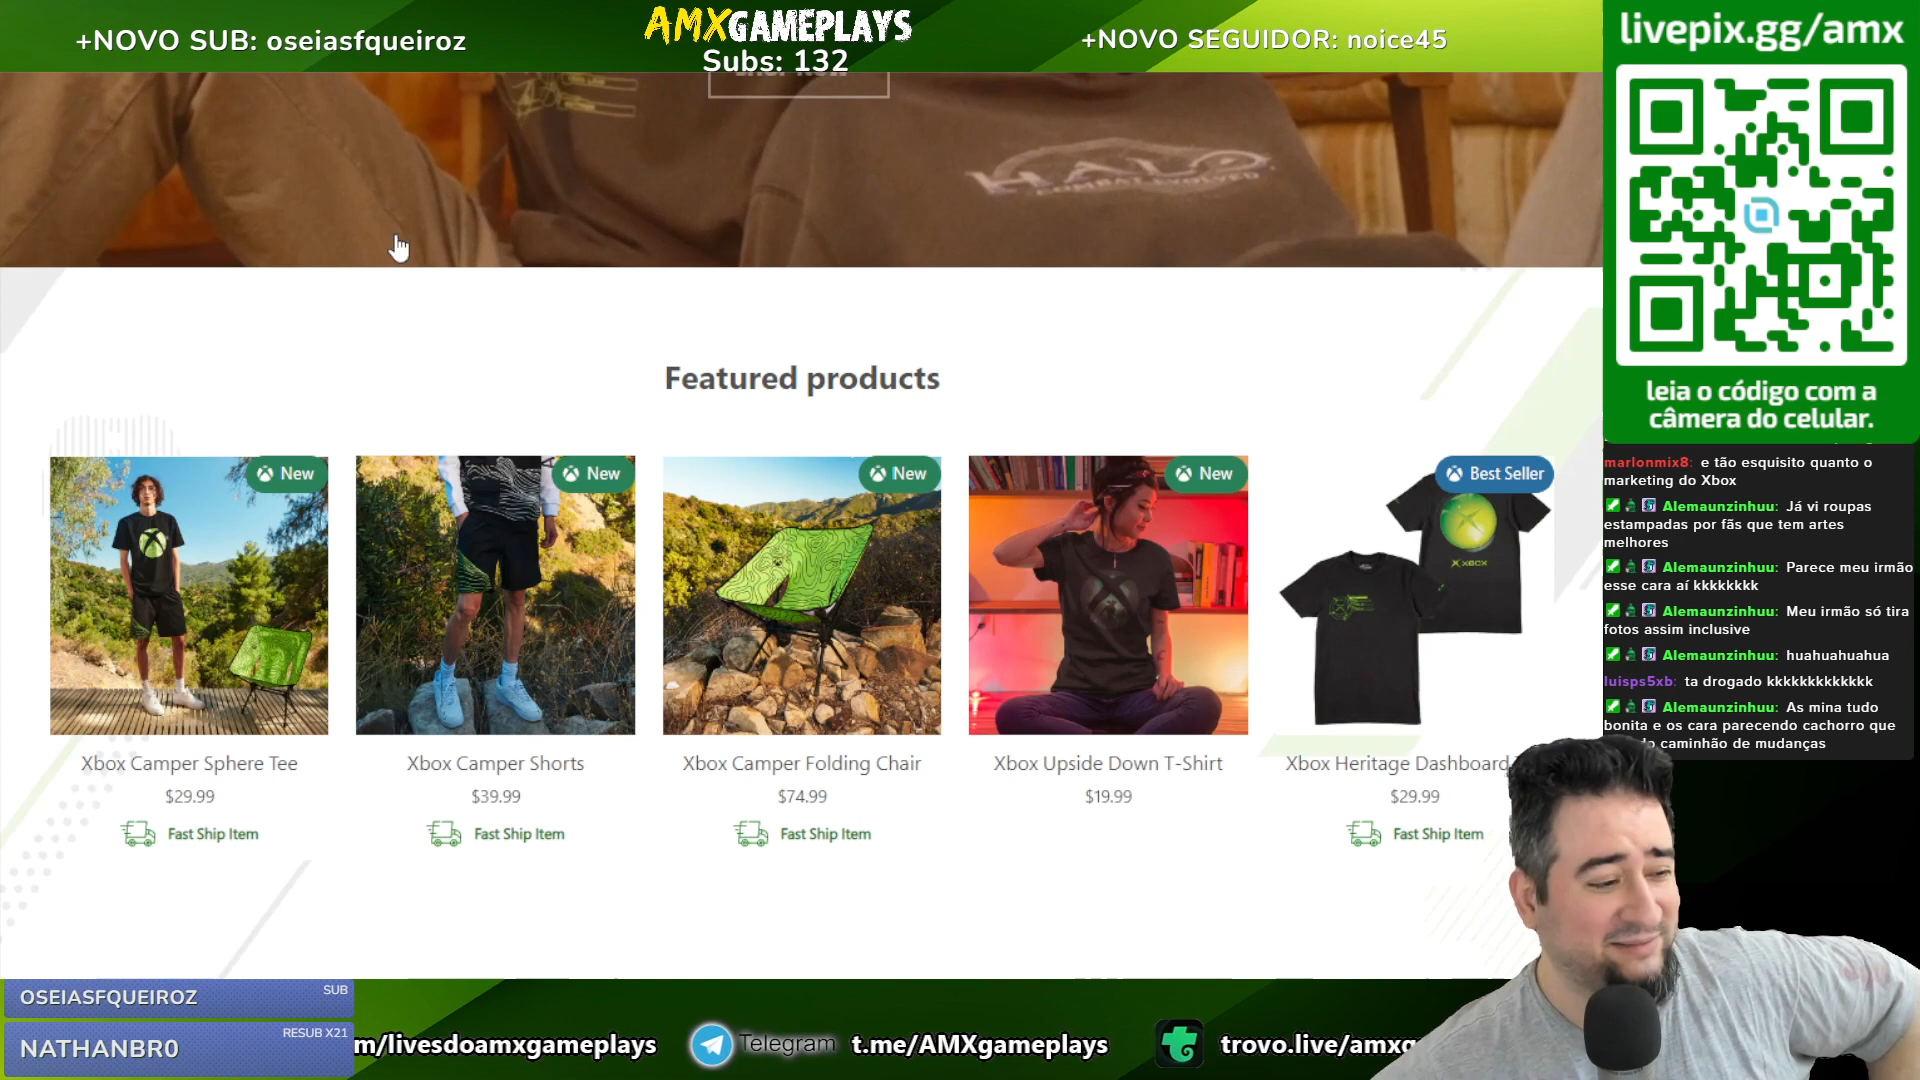 +NOVO SUB: oseiasfqueiroz
AMXGAMEPLAYS
Subs: 132
+NOVO SEGUIDOR: noice45
livepix.gg/amx
HALO
COMBAT EVOLVED
leia o código com a
câmera do celular.
Featured products
New
New
New
New
Best Seller
XBOX
Xbox Camper Sphere Tee
$29.99
Fast Ship Item
Xbox Camper Shorts
$39.99
Fast Ship Item
Xbox Camper Folding Chair
$74.99
Fast Ship Item
Xbox Upside Down T-Shirt
$19.99
Xbox Heritage Dashboard
$29.99
Fast Ship Item
marlonmix8: e tão esquisito quanto o
marketing do Xbox
Alemaunzinhuu: Já vi roupas
estampadas por fãs que tem artes
melhores
Alemaunzinhuu: Parece meu irmão
esse cara aí kkkkkkkk
Alemaunzinhuu: Meu irmão só tira
fotos assim inclusive
Alemaunzinhuu: huahuahuahua
luisps5xb: ta drogado kkkkkkkkkkkkk
Alemaunzinhuu: As mina tudo
bonita e os cara parecendo cachorro que
caminhão de mudanças
OSEIASFQUEIROZ
SUB
NATHANBR0
RESUB X21
m/livesdoamxgameplays
Telegram
t.me/AMXgameplays
trovo.live/amxg